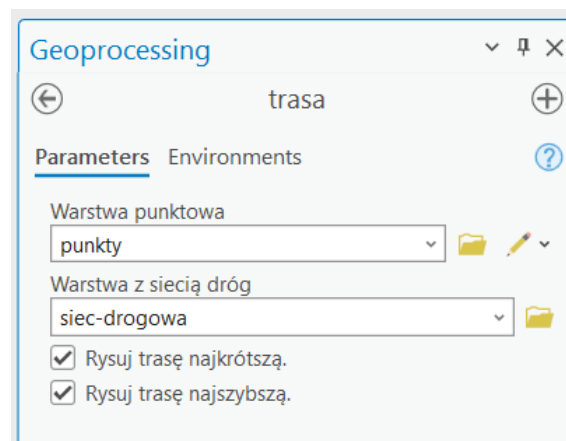 Geoprocessing
trasa
Parameters Environments
Warstwa punktowa
punkty
Warstwa z siecią dróg
siec-drogowa
Rysuj trasę najkrótszą.
Rysuj trasę najszybszą.